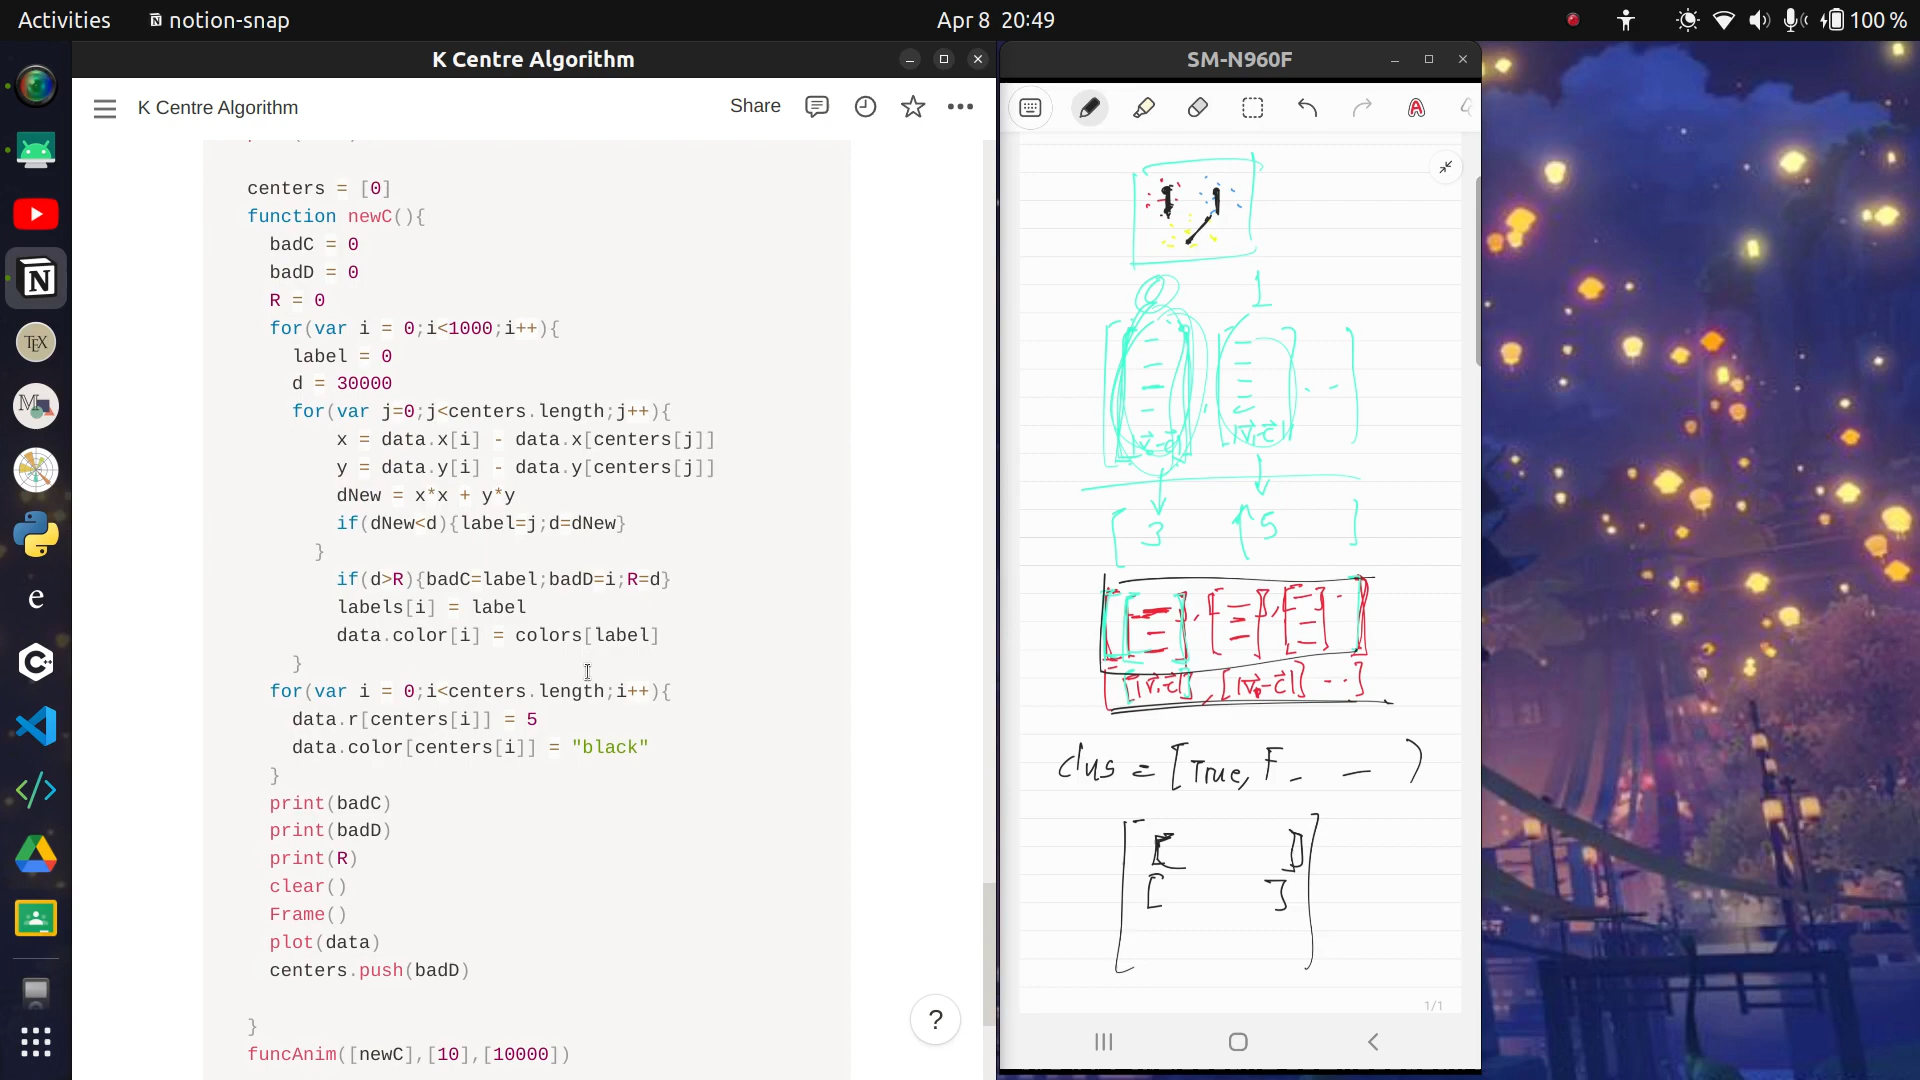 Activities notion-snap Apr 8 20:49 100 %
K Centre Algorithm
K Centre Algorithm Share
centers = [0]
function newC(){
badC = 0
badD = 0
R = 0
for(var i = 0;i<1000;i++){
label = 0
d = 30000
for(var j=0;j<centers.length;j++){
x = data.x[i] - data.x[centers[j]]
y = data.y[i] - data.y[centers[j]]
dNew = x*x + y*y
if(dNew<d){label=j;d=dNew}
}
if(d>R){badC=label;badD=i;R=d}
labels[i] = label
data.color[i] = colors[label]
}
for(var i = 0;i<centers.length;i++){
data.r[centers[i]] = 5
data.color[centers[i]] = "black"
}
print(badC)
print(badD)
print(R)
clear()
Frame()
plot(data)
centers.push(badD)
}
funcAnim([newC],[10],[10000])
?
SM-N960F
0 1
[ 3 5 ]
clus = [True, F - — )
1/1